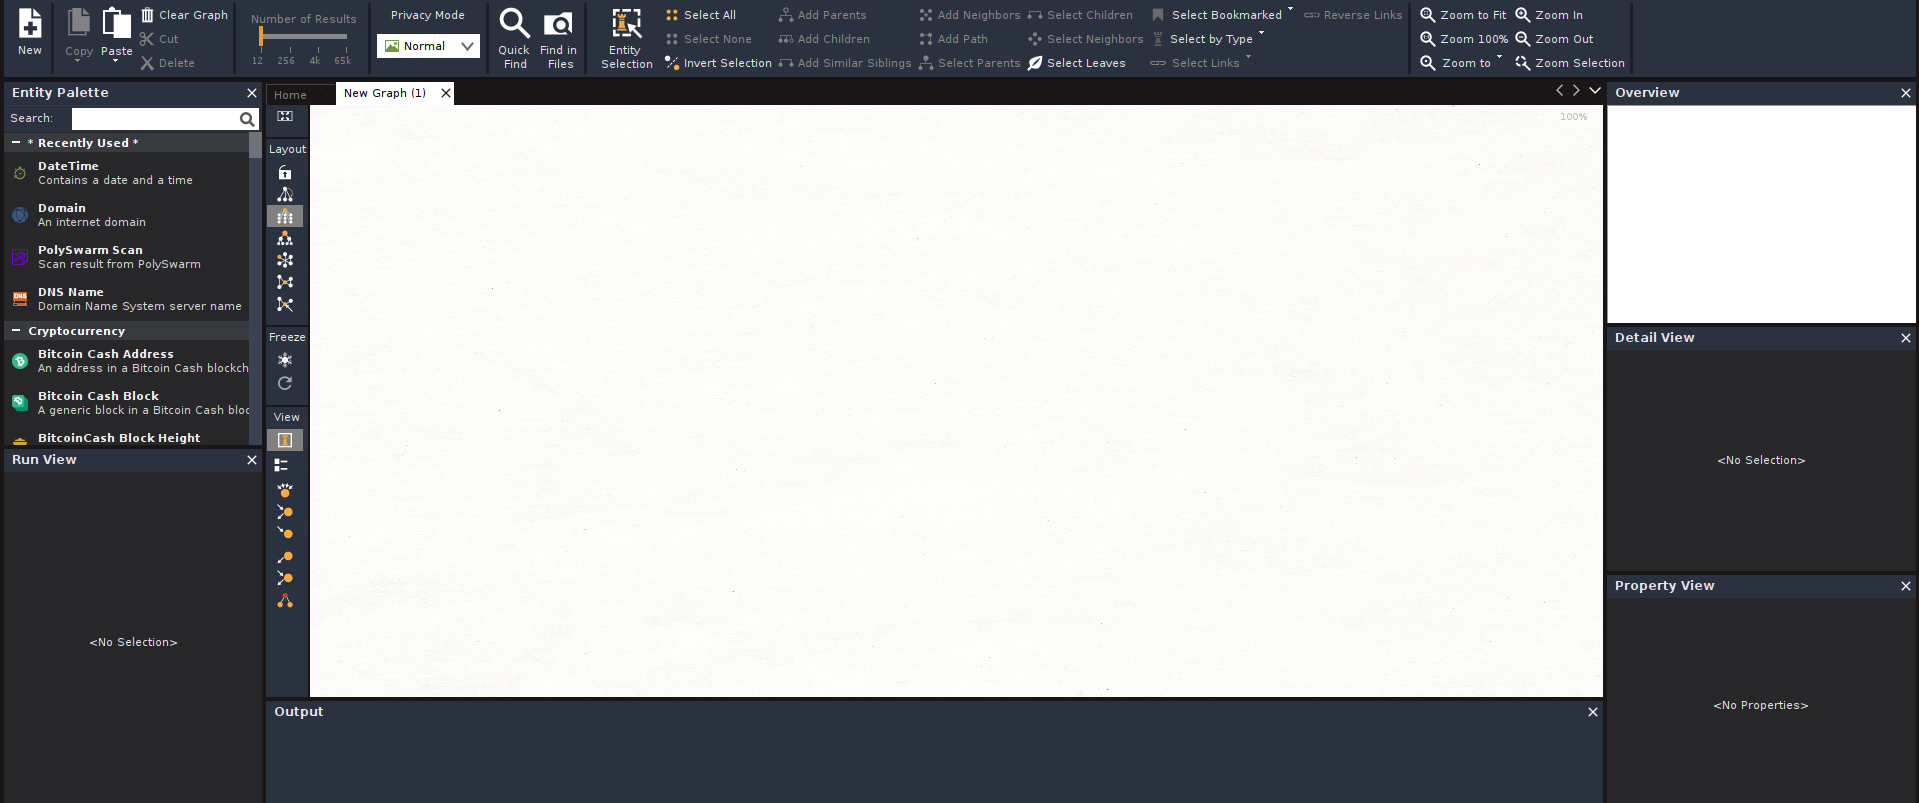 New
Copy
Paste
Clear Graph
Cut
Delete
Number of Results
12 256 4k 65k
Privacy Mode
Normal
Quick Find
Find in Files
Entity Selection
Select All
Select None
Invert Selection
Add Parents
Add Children
Add Similar Siblings
Add Neighbors
Add Path
Select Parents
Select Children
Select Neighbors
Select Leaves
Select Bookmarked
Select by Type
Select Links
Reverse Links
Zoom to Fit
Zoom 100%
Zoom to
Zoom In
Zoom Out
Zoom Selection
Entity Palette
Search:
* Recently Used *
DateTime
Contains a date and a time
Domain
An internet domain
PolySwarm Scan
Scan result from PolySwarm
DNS
DNS Name
Domain Name System server name
Cryptocurrency
Bitcoin Cash Address
An address in a Bitcoin Cash blockch
Bitcoin Cash Block
A generic block in a Bitcoin Cash bloc
BitcoinCash Block Height
Run View
<No Selection>
Home
New Graph (1)
Layout
Freeze
View
100%
Output
Overview
Detail View
<No Selection>
Property View
<No Properties>